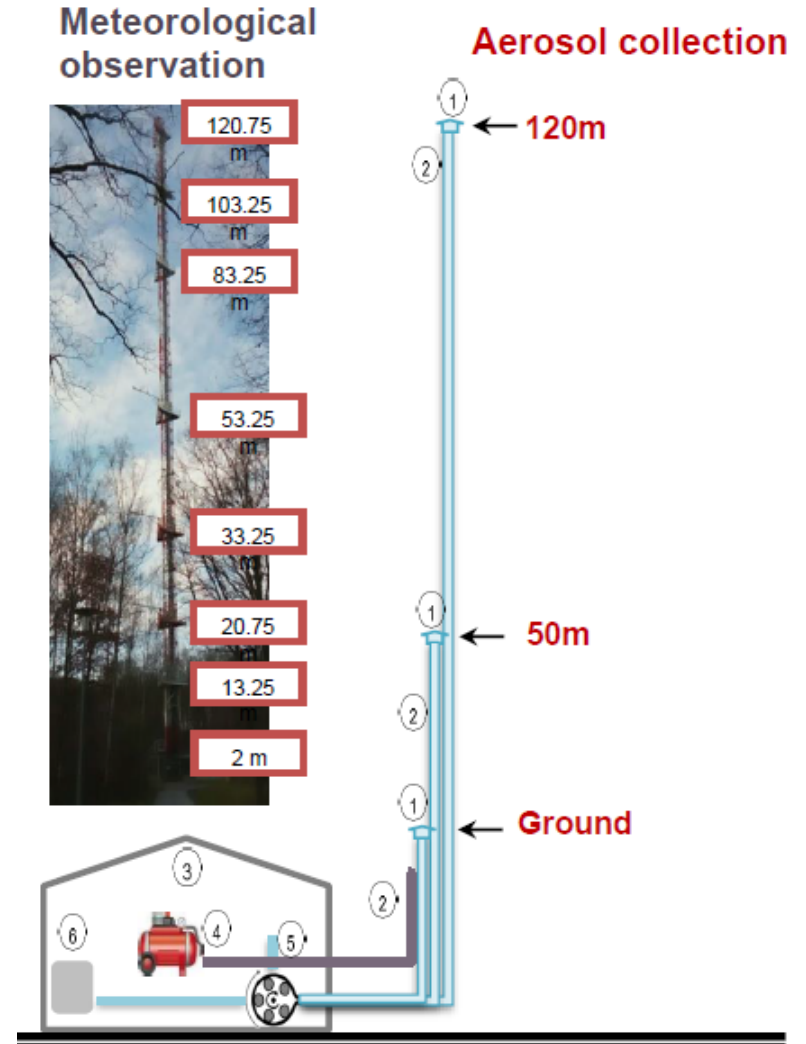 Meteorological
observation
Aerosol collection
120.75
m
103.25
m
83.25
m
53.25
m
33.25
m
20.75
m
13.25
m
2 m
1
120m
2
1
50m
2
1
Ground
2
3
4
5
6